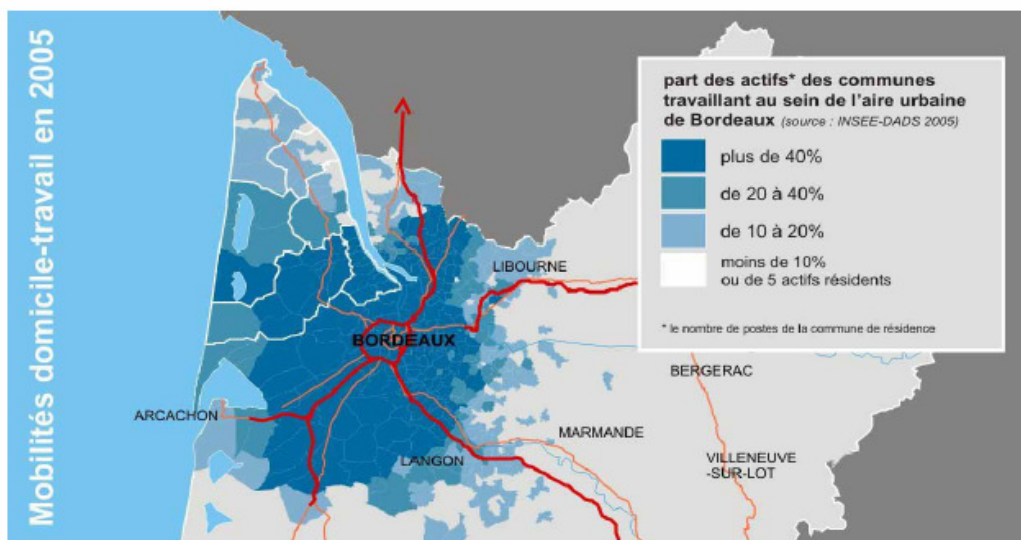 Mobilités domicile-travail en 2005
part des actifs* des communes
travaillant au sein de l'aire urbaine
de Bordeaux (source : INSEE-DADS 2005)
plus de 40%
de 20 à 40%
de 10 à 20%
moins de 10%
ou de 5 actifs résidents
* le nombre de postes de la commune de résidence
LIBOURNE
BORDEAUX
BERGERAC
ARCACHON
MARMANDE
LANGON
VILLENEUVE
-SUR-LOT